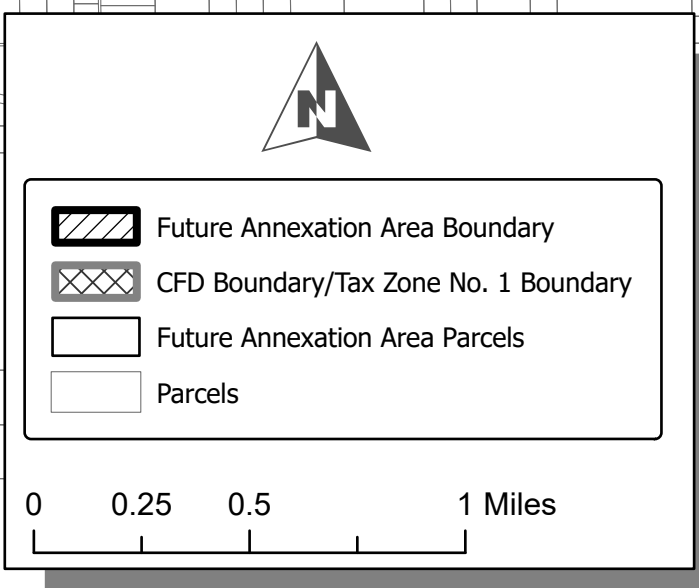 N
Future Annexation Area Boundary
CFD Boundary/Tax Zone No. 1 Boundary
Future Annexation Area Parcels
Parcels
0 0.25 0.5 1 Miles